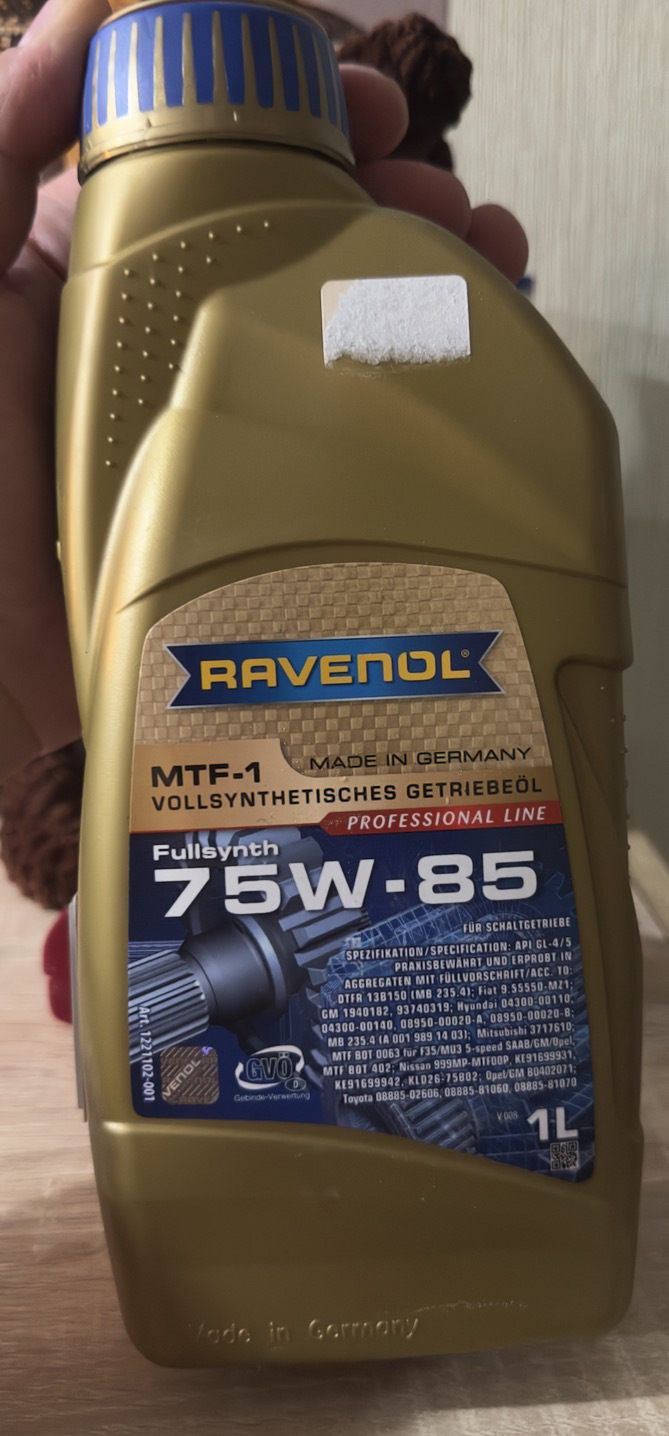 RAVENOL®
MADE IN GERMANY
MTF-1
VOLLSYNTHETISCHES GETRIEBEÖL
PROFESSIONAL LINE
Fullsynth
75W-85
FÜR SCHALTGETRIEBE
SPEZIFIKATION/SPECIFICATION: API GL-4/5
PRAXISBEWÄHRT UND ERPROBT IN
AGGREGATEN MIT FÜLLVORSCHRIFT/ACC. TO:
DTFR 13B150 (MB 235.4); Fiat 9.55550-MZ1;
GM 1940182, 93740319; Hyundai 04300-00110,
04300-00140, 08950-00020-A, 08950-00020-B;
MB 235.4 (A 001 989 14 03); Mitsubishi 3717610;
MTF BOT 0063 für F35/MU3 5-speed SAAB/GM/Opel,
MTF BOT 402; Nissan 999MP-MTF00P, KE91699931,
KE91699942, KLD26-75802; Opel/GM BO402071;
Toyota 08885-02606, 08885-81060, 08885-81070
Art. 1221102-001
VENOL
GVÖ
Gebinde-Verwertung
V 008
1L
Made in Germany